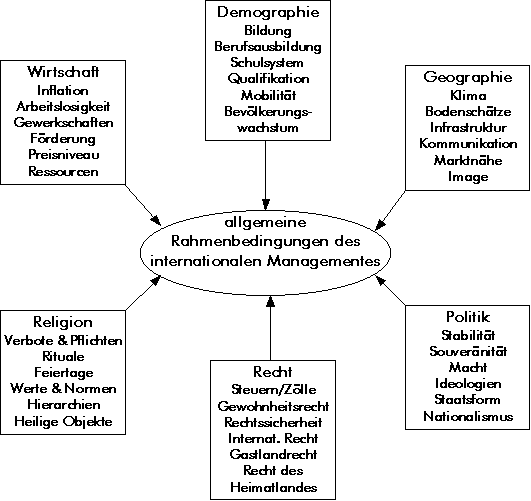 Demographie
Bildung
Berufsausbildung
Schulsystem
Qualifikation
Mobilität
Bevölkerungs-
wachstum
Wirtschaft
Inflation
Arbeitslosigkeit
Gewerkschaften
Förderung
Preisniveau
Ressourcen
Geographie
Klima
Bodenschätze
Infrastruktur
Kommunikation
Marktnähe
Image
allgemeine
Rahmenbedingungen des
internationalen Managementes
Religion
Verbote & Pflichten
Rituale
Feiertage
Werte & Normen
Hierarchien
Heilige Objekte
Recht
Steuern/Zölle
Gewohnheitsrecht
Rechtssicherheit
Internat. Recht
Gastlandrecht
Recht des
Heimatlandes
Politik
Stabilität
Souveränität
Macht
Ideologien
Staatsform
Nationalismus